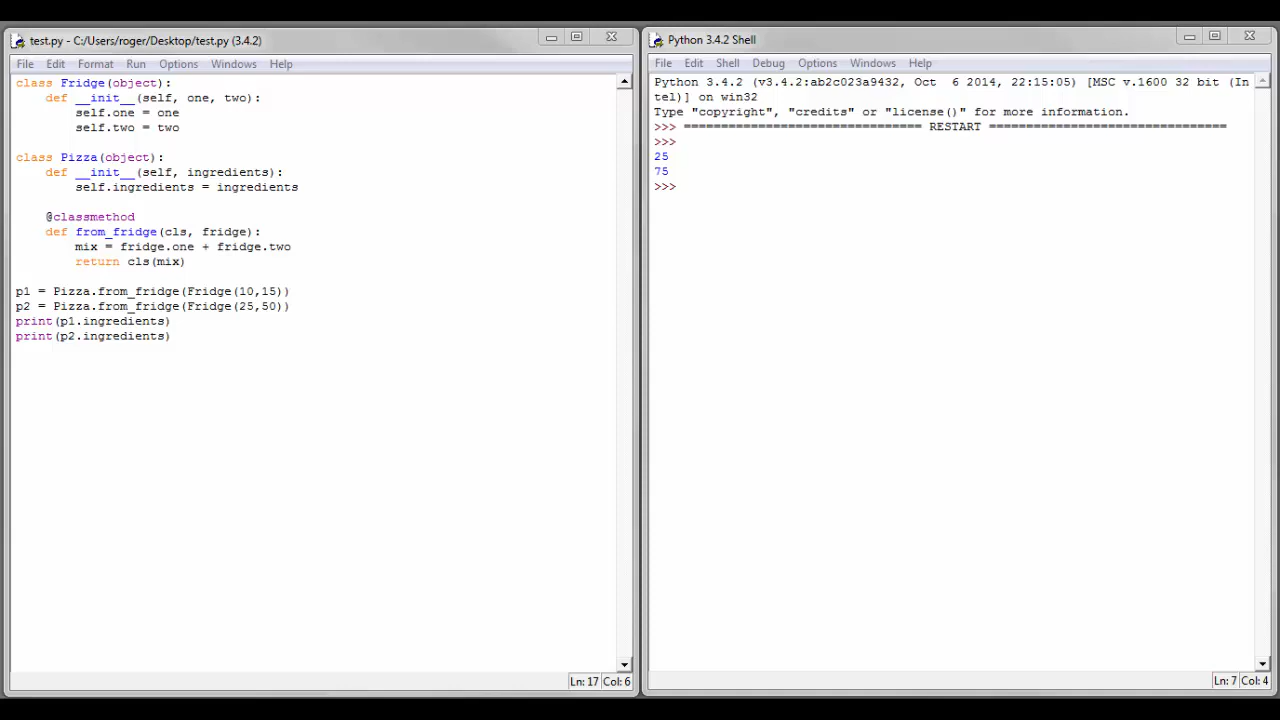 test.py - C:/Users/roger/Desktop/test.py (3.4.2)
File Edit Format Run Options Windows Help
class Fridge(object):
    def __init__(self, one, two):
        self.one = one
        self.two = two
class Pizza(object):
    def __init__(self, ingredients):
        self.ingredients = ingredients
    @classmethod
    def from_fridge(cls, fridge):
        mix = fridge.one + fridge.two
        return cls(mix)
p1 = Pizza.from_fridge(Fridge(10,15))
p2 = Pizza.from_fridge(Fridge(25,50))
print(p1.ingredients)
print(p2.ingredients)
Ln: 17 Col: 6
Python 3.4.2 Shell
File Edit Shell Debug Options Windows Help
Python 3.4.2 (v3.4.2:ab2c023a9432, Oct  6 2014, 22:15:05) [MSC v.1600 32 bit (In
tel)] on win32
Type "copyright", "credits" or "license()" for more information.
>>> ================================ RESTART ================================
>>>
25
75
>>>
Ln: 7 Col: 4